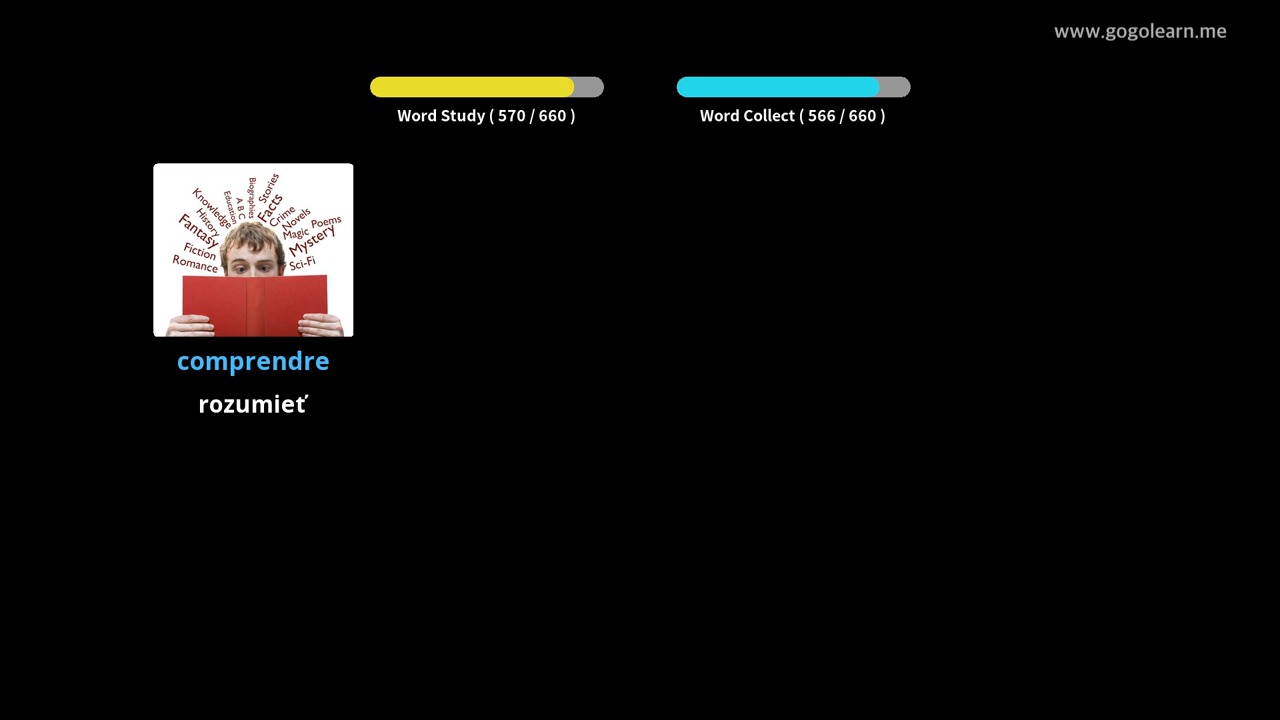 www.gogolearn.me
Word Study ( 570 / 660 )
Word Collect ( 566 / 660 )
Knowledge
History
Fantasy
Fiction
Romance
Education
A B C
Biographies
Stories
Facts
Crime
Novels
Magic
Poems
Mystery
Sci-Fi
comprendre
rozumieť